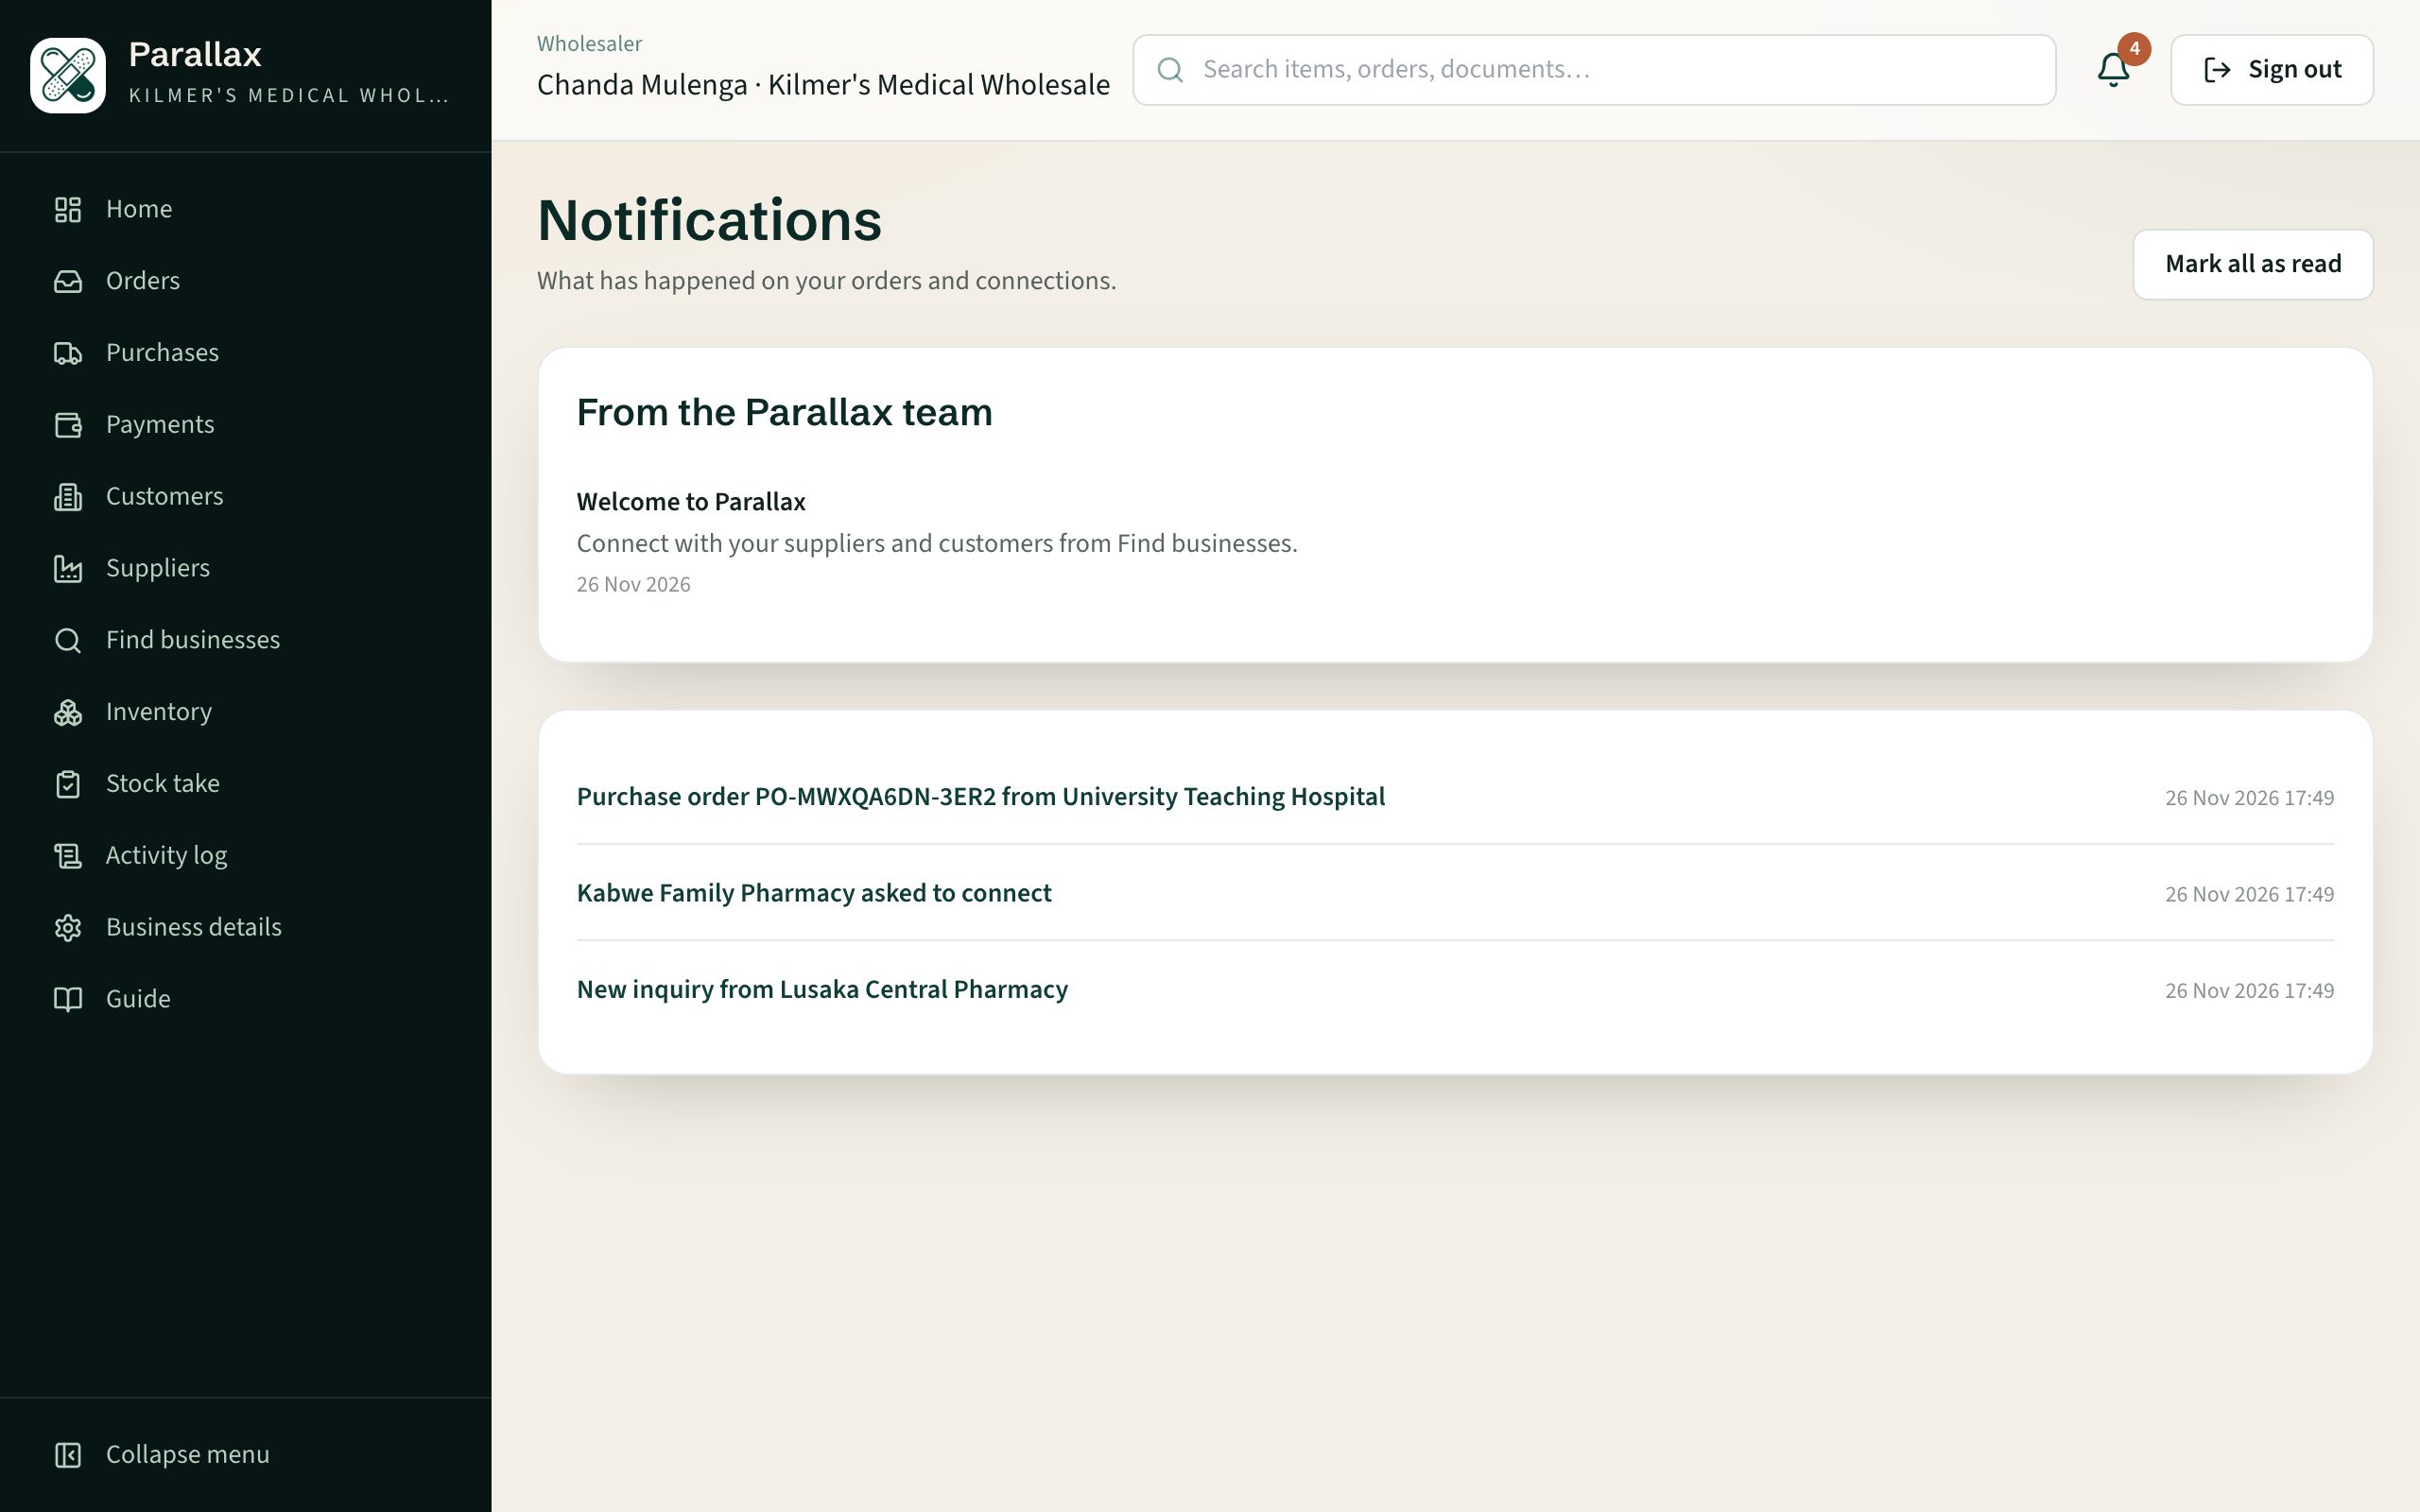 Parallax
KILMER'S MEDICAL WHOL…
Home
Orders
Purchases
Payments
Customers
Suppliers
Find businesses
Inventory
Stock take
Activity log
Business details
Guide
Collapse menu
Wholesaler
Chanda Mulenga · Kilmer's Medical Wholesale
Search items, orders, documents…
4
Sign out
Notifications
What has happened on your orders and connections.
Mark all as read
From the Parallax team
Welcome to Parallax
Connect with your suppliers and customers from Find businesses.
26 Nov 2026
Purchase order PO-MWXQA6DN-3ER2 from University Teaching Hospital
26 Nov 2026 17:49
Kabwe Family Pharmacy asked to connect
26 Nov 2026 17:49
New inquiry from Lusaka Central Pharmacy
26 Nov 2026 17:49